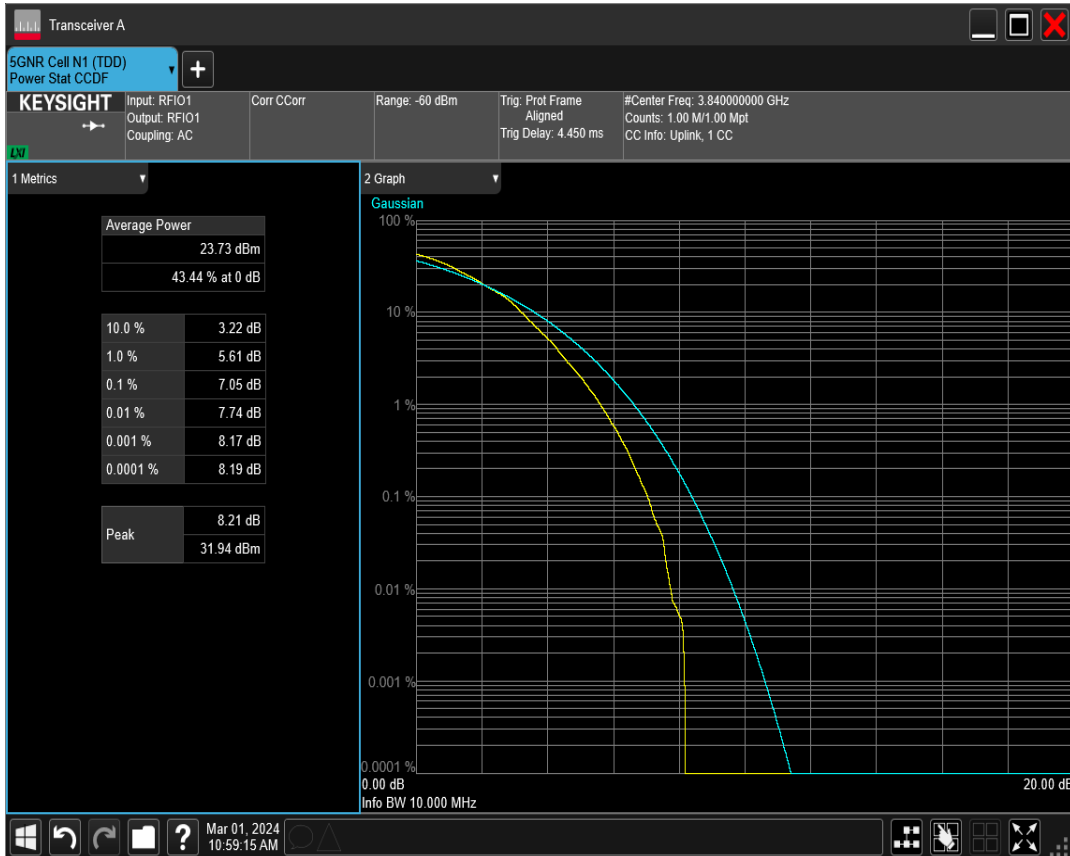 Transceiver A
5GNR Cell N1 (TDD)
Power Stat CCDF
KEYSIGHT
LXI
Input: RFIO1
Output: RFIO1
Coupling: AC
Corr CCorr
Range: -60 dBm
Trig: Prot Frame
Aligned
Trig Delay: 4.450 ms
#Center Freq: 3.840000000 GHz
Counts: 1.00 M/1.00 Mpt
CC Info: Uplink, 1 CC
1 Metrics
Average Power
23.73 dBm
43.44 % at 0 dB
10.0 % 3.22 dB
1.0 % 5.61 dB
0.1 % 7.05 dB
0.01 % 7.74 dB
0.001 % 8.17 dB
0.0001 % 8.19 dB
Peak
8.21 dB
31.94 dBm
2 Graph
Gaussian
100 %
10 %
1 %
0.1 %
0.01 %
0.001 %
0.0001 %
0.00 dB 20.00 dB
Info BW 10.000 MHz
?
Mar 01, 2024
10:59:15 AM